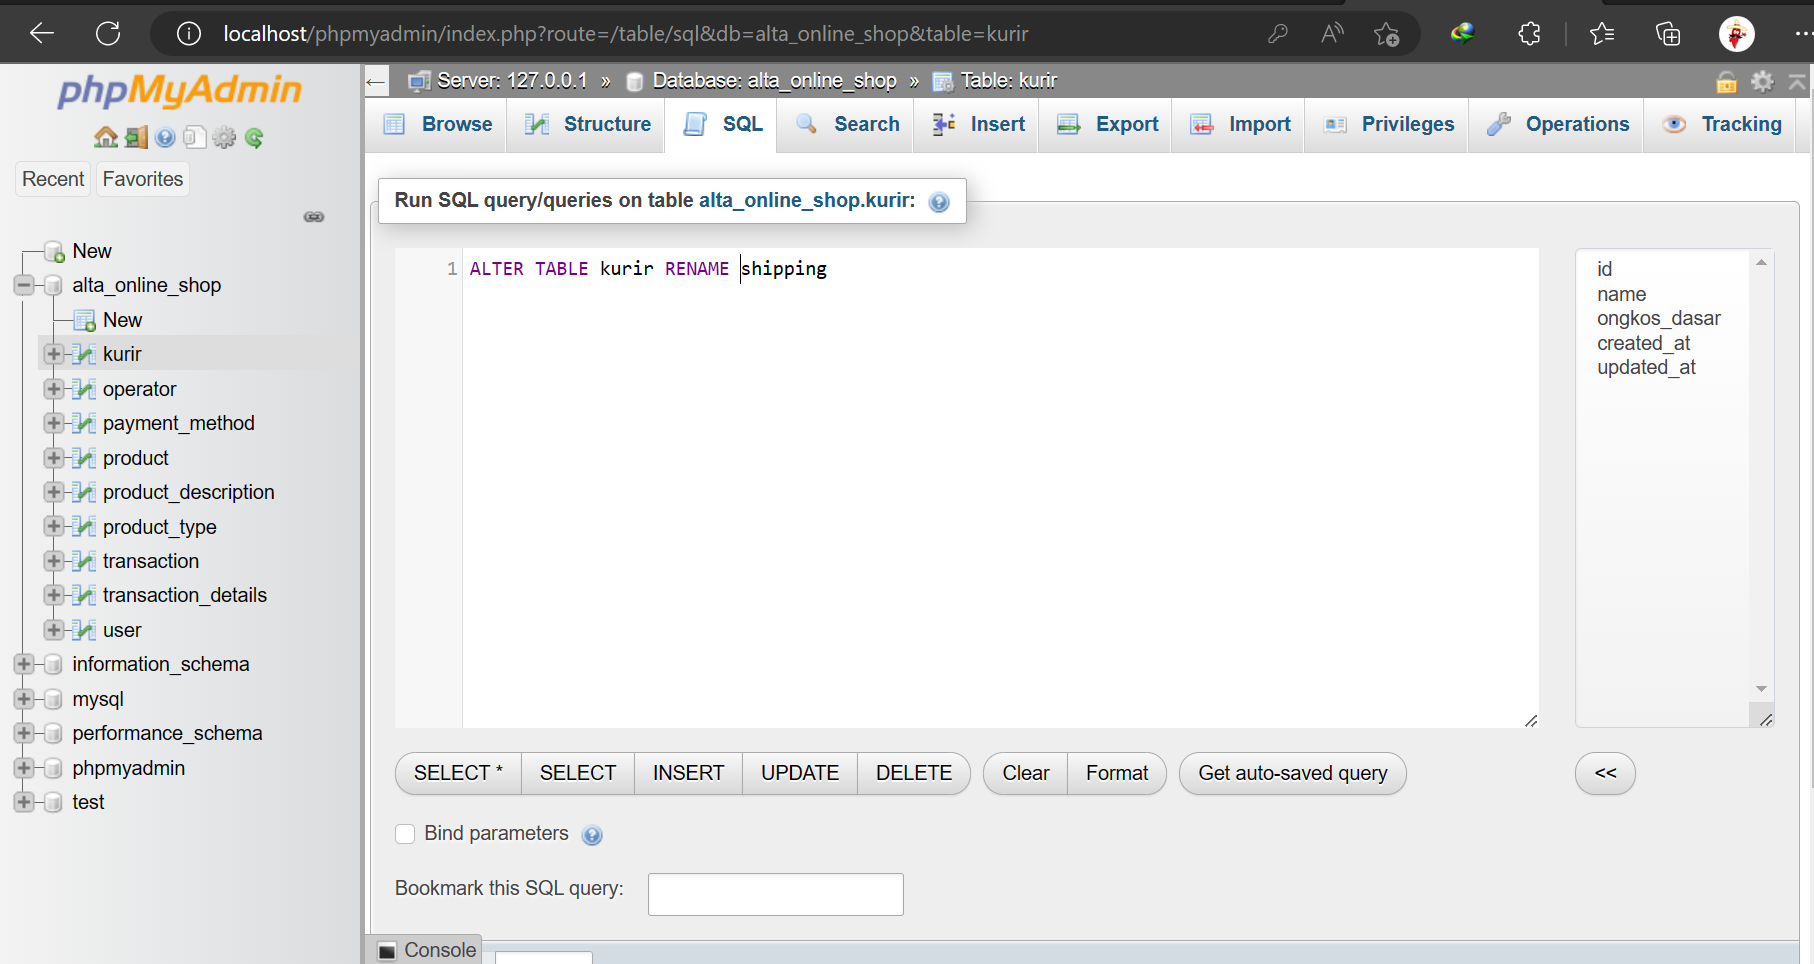 localhost/phpmyadmin/index.php?route=/table/sql&db=alta_online_shop&table=kurir
phpMyAdmin
Recent Favorites
New
alta_online_shop
New
kurir
operator
payment_method
product
product_description
product_type
transaction
transaction_details
user
information_schema
mysql
performance_schema
phpmyadmin
test
Server: 127.0.0.1 » Database: alta_online_shop » Table: kurir
Browse Structure SQL Search Insert Export Import Privileges Operations Tracking
Run SQL query/queries on table alta_online_shop.kurir:
1 ALTER TABLE kurir RENAME shipping
id
name
ongkos_dasar
created_at
updated_at
SELECT * SELECT INSERT UPDATE DELETE Clear Format Get auto-saved query <<
Bind parameters
Bookmark this SQL query:
Console